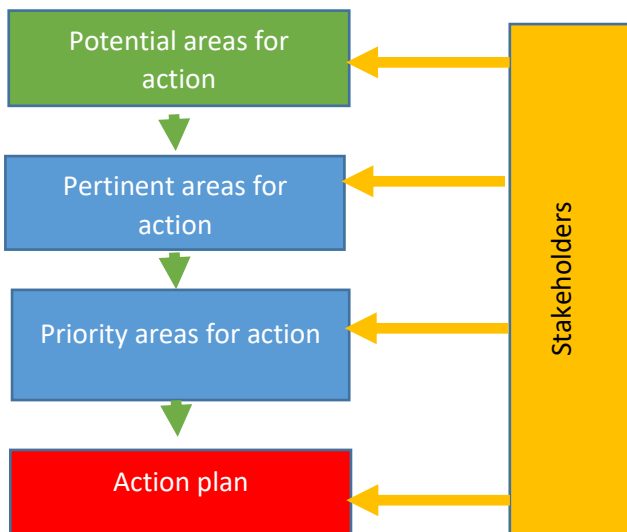 Potential areas for
action
Pertinent areas for
action
Priority areas for action
Action plan
Stakeholders